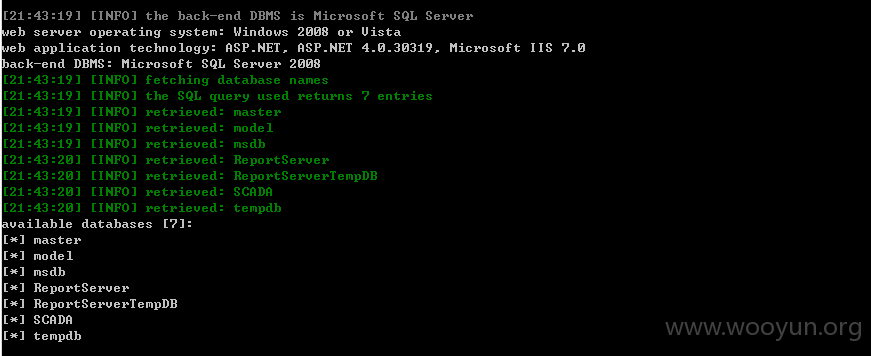 [21:43:19] [INFO] the back-end DBMS is Microsoft SQL Server
web server operating system: Windows 2008 or Vista
web application technology: ASP.NET, ASP.NET 4.0.30319, Microsoft IIS 7.0
back-end DBMS: Microsoft SQL Server 2008
[21:43:19] [INFO] fetching database names
[21:43:19] [INFO] the SQL query used returns 7 entries
[21:43:19] [INFO] retrieved: master
[21:43:19] [INFO] retrieved: model
[21:43:19] [INFO] retrieved: msdb
[21:43:20] [INFO] retrieved: ReportServer
[21:43:20] [INFO] retrieved: ReportServerTempDB
[21:43:20] [INFO] retrieved: SCADA
[21:43:20] [INFO] retrieved: tempdb
available databases [7]:
[*] master
[*] model
[*] msdb
[*] ReportServer
[*] ReportServerTempDB
[*] SCADA
[*] tempdb
www.wooyun.org